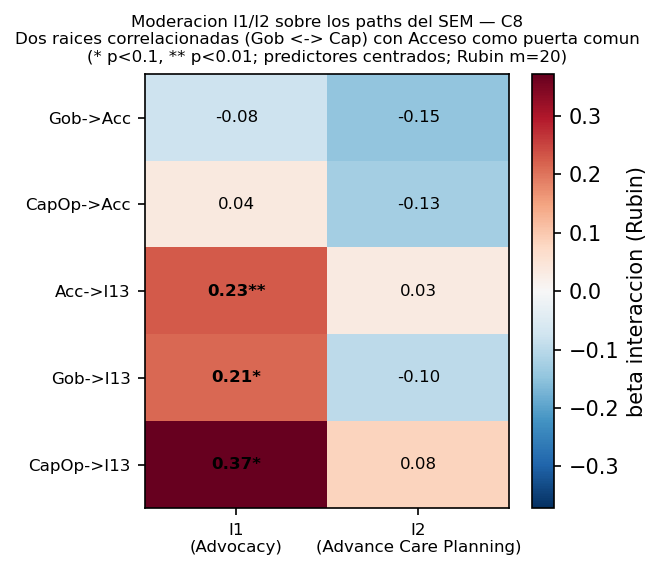 Moderacion I1/I2 sobre los paths del SEM — C8
Dos raices correlacionadas (Gob <-> Cap) con Acceso como puerta comun
(* p<0.1, ** p<0.01; predictores centrados; Rubin m=20)
Gob->Acc
-0.08
-0.15
CapOp->Acc
0.04
-0.13
Acc->I13
0.23**
0.03
Gob->I13
0.21*
-0.10
CapOp->I13
0.37*
0.08
I1
(Advocacy)
I2
(Advance Care Planning)
0.3
0.2
0.1
0.0
−0.1
−0.2
−0.3
beta interaccion (Rubin)